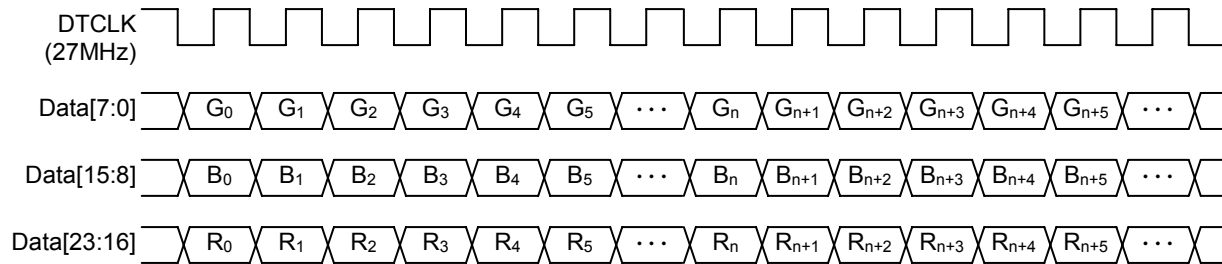 DTCLK
(27MHz)
Data[7:0] G₀ G₁ G₂ G₃ G₄ G₅ ··· Gₙ Gₙ₊₁ Gₙ₊₂ Gₙ₊₃ Gₙ₊₄ Gₙ₊₅ ···
Data[15:8] B₀ B₁ B₂ B₃ B₄ B₅ ··· Bₙ Bₙ₊₁ Bₙ₊₂ Bₙ₊₃ Bₙ₊₄ Bₙ₊₅ ···
Data[23:16] R₀ R₁ R₂ R₃ R₄ R₅ ··· Rₙ Rₙ₊₁ Rₙ₊₂ Rₙ₊₃ Rₙ₊₄ Rₙ₊₅ ···